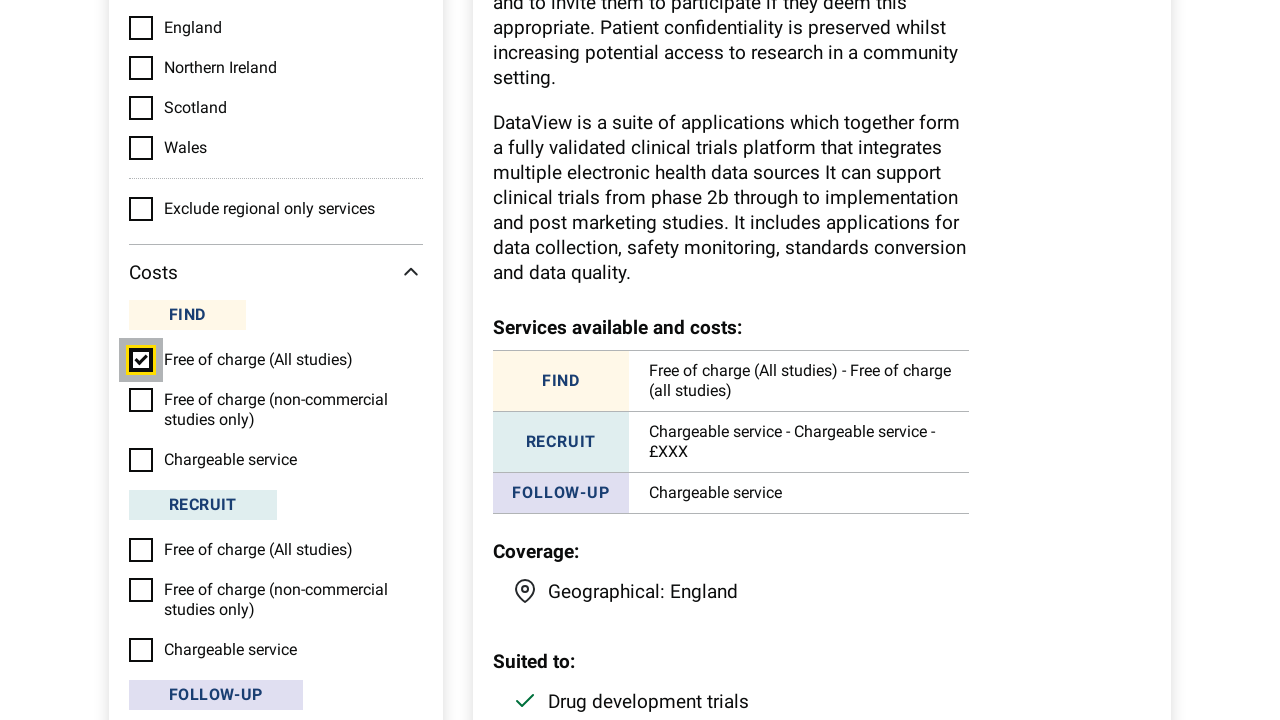 England
Northern Ireland
Scotland
Wales
Exclude regional only services
Costs
FIND
Free of charge (All studies)
Free of charge (non-commercial
studies only)
Chargeable service
RECRUIT
Free of charge (All studies)
Free of charge (non-commercial
studies only)
Chargeable service
FOLLOW-UP
and to invite them to participate if they deem this
appropriate. Patient confidentiality is preserved whilst
increasing potential access to research in a community
setting.
DataView is a suite of applications which together form
a fully validated clinical trials platform that integrates
multiple electronic health data sources It can support
clinical trials from phase 2b through to implementation
and post marketing studies. It includes applications for
data collection, safety monitoring, standards conversion
and data quality.
Services available and costs:
FIND
Free of charge (All studies) - Free of charge
(all studies)
RECRUIT
Chargeable service - Chargeable service -
£XXX
FOLLOW-UP
Chargeable service
Coverage:
Geographical: England
Suited to:
Drug development trials